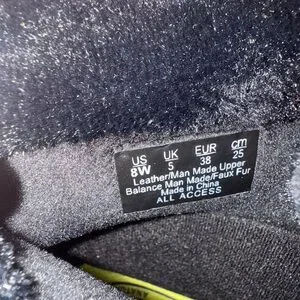 US UK EUR cm
8W 5 38 25
Leather/Man Made Upper
Balance Man Made/Faux Fur
Made in China
ALL ACCESS